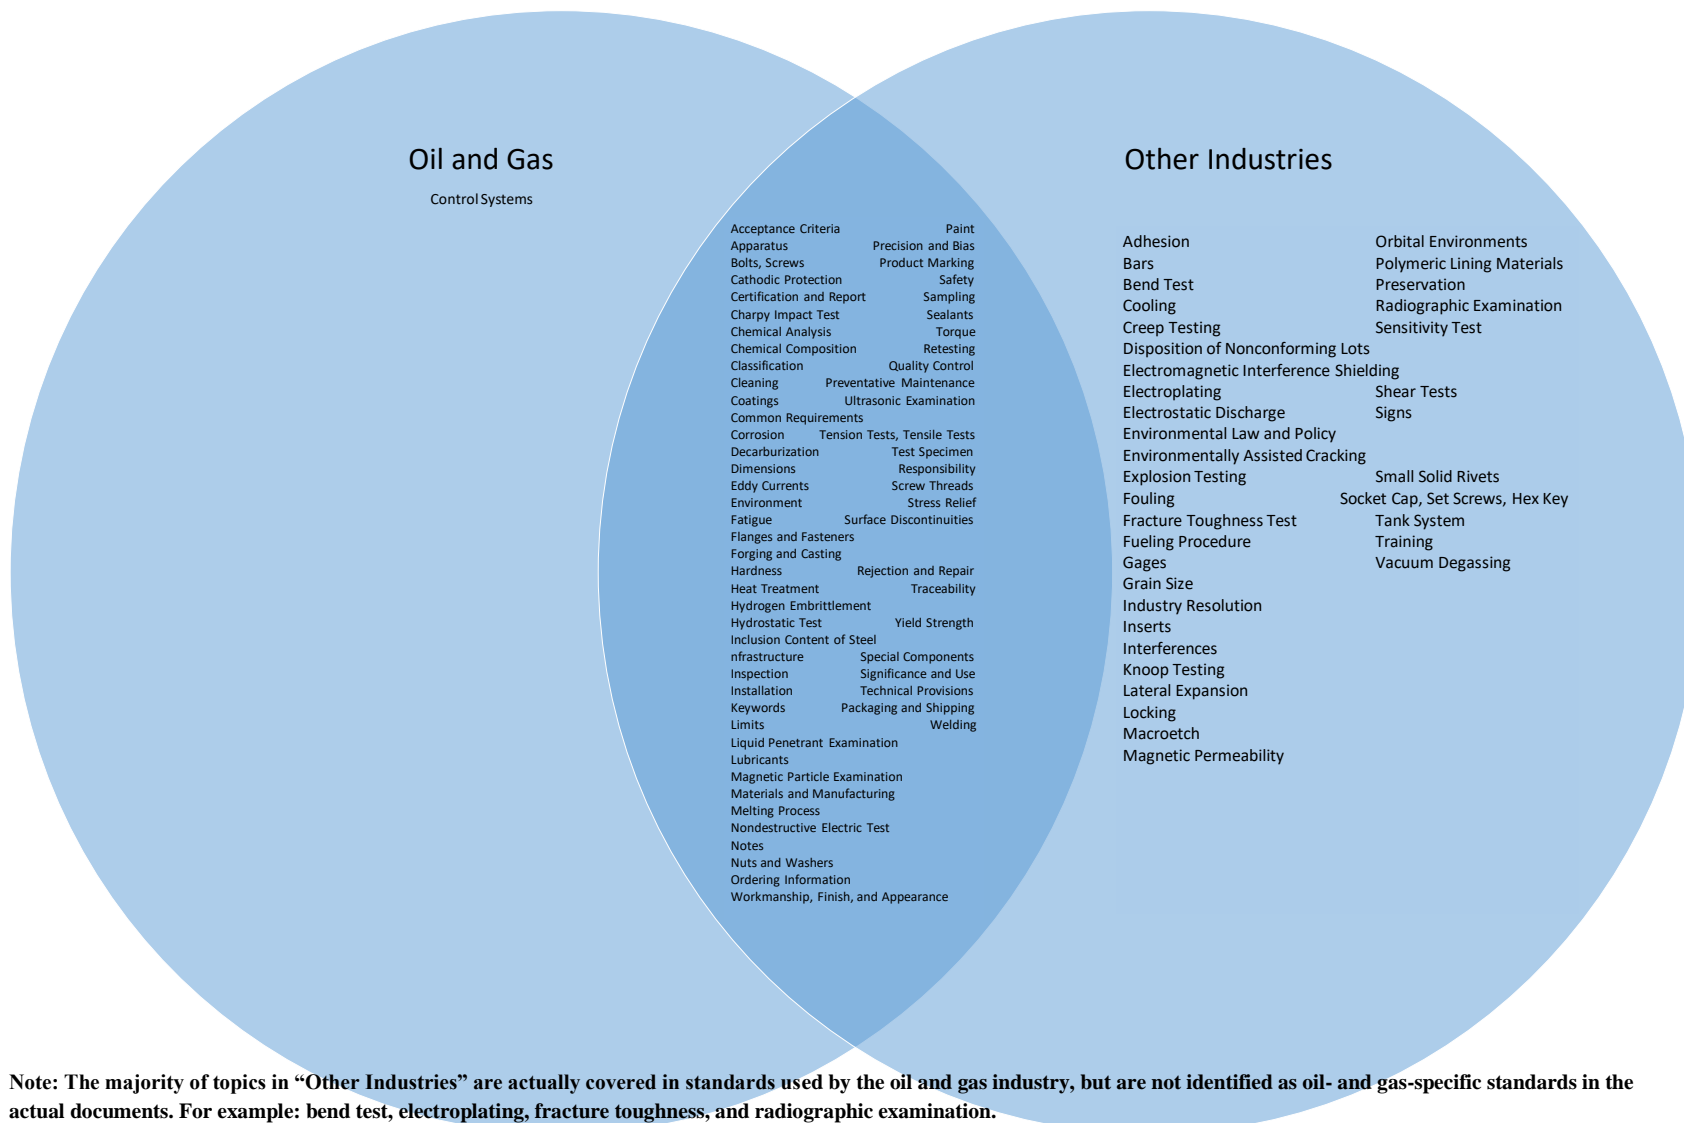 Oil and Gas
Control Systems
Other Industries
Acceptance Criteria Paint
Apparatus Precision and Bias
Bolts, Screws Product Marking
Cathodic Protection Safety
Certification and Report Sampling
Charpy Impact Test Sealants
Chemical Analysis Torque
Chemical Composition Retesting
Classification Quality Control
Cleaning Preventative Maintenance
Coatings Ultrasonic Examination
Common Requirements
Corrosion Tension Tests, Tensile Tests
Decarburization Test Specimen
Dimensions Responsibility
Eddy Currents Screw Threads
Environment Stress Relief
Fatigue Surface Discontinuities
Flanges and Fasteners
Forging and Casting
Hardness Rejection and Repair
Heat Treatment Traceability
Hydrogen Embrittlement
Hydrostatic Test Yield Strength
Inclusion Content of Steel
nfrastructure Special Components
Inspection Significance and Use
Installation Technical Provisions
Keywords Packaging and Shipping
Limits Welding
Liquid Penetrant Examination
Lubricants
Magnetic Particle Examination
Materials and Manufacturing
Melting Process
Nondestructive Electric Test
Notes
Nuts and Washers
Ordering Information
Workmanship, Finish, and Appearance
Adhesion Orbital Environments
Bars Polymeric Lining Materials
Bend Test Preservation
Cooling Radiographic Examination
Creep Testing Sensitivity Test
Disposition of Nonconforming Lots
Electromagnetic Interference Shielding
Electroplating Shear Tests
Electrostatic Discharge Signs
Environmental Law and Policy
Environmentally Assisted Cracking
Explosion Testing Small Solid Rivets
Fouling Socket Cap, Set Screws, Hex Key
Fracture Toughness Test Tank System
Fueling Procedure Training
Gages Vacuum Degassing
Grain Size
Industry Resolution
Inserts
Interferences
Knoop Testing
Lateral Expansion
Locking
Macroetch
Magnetic Permeability
Note: The majority of topics in “Other Industries” are actually covered in standards used by the oil and gas industry, but are not identified as oil- and gas-specific standards in the
actual documents. For example: bend test, electroplating, fracture toughness, and radiographic examination.